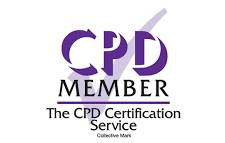 CPD
MEMBER
The CPD Certification
Service
Collective Mark